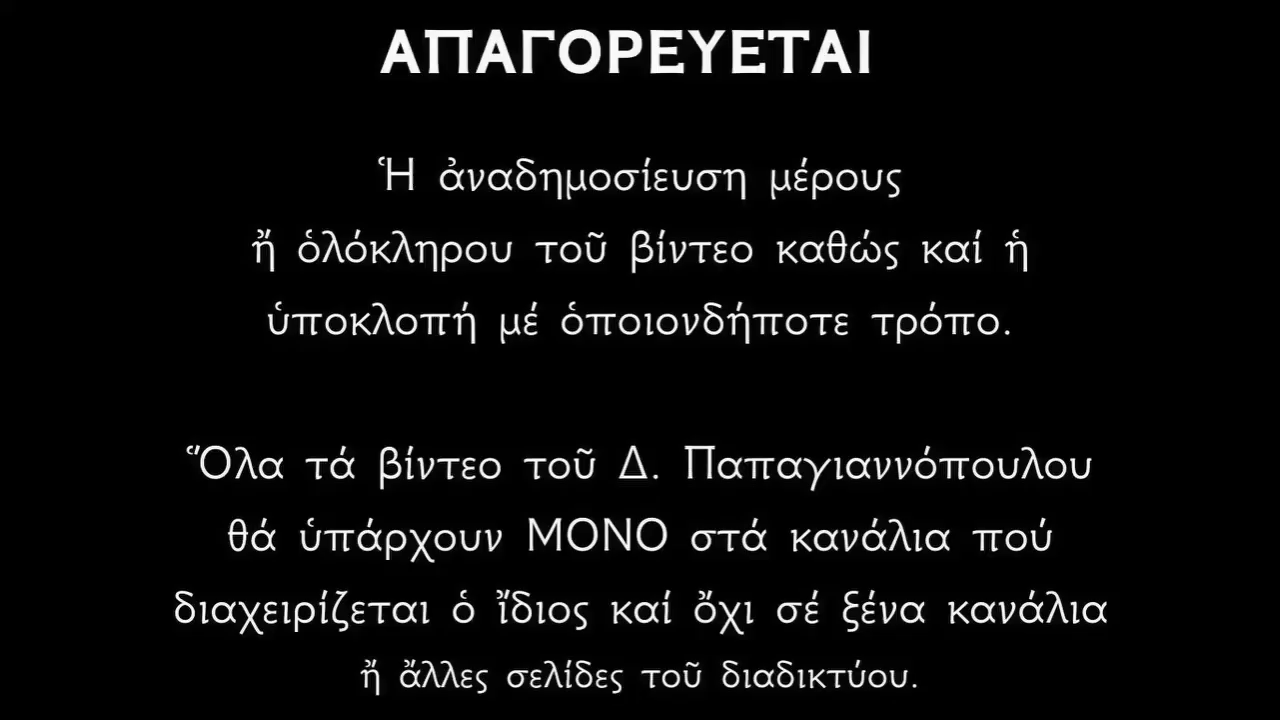 ΑΠΑΓΟΡΕΥΕΤΑΙ
Ἡ ἀναδημοσίευση μέρους
ἤ ὁλόκληρου τοῦ βίντεο καθώς καί ἡ
ὑποκλοπή μέ ὁποιονδήποτε τρόπο.
Ὅλα τά βίντεο τοῦ Δ. Παπαγιαννόπουλου
θά ὑπάρχουν ΜΟΝΟ στά κανάλια πού
διαχειρίζεται ὁ ἴδιος καί ὄχι σέ ξένα κανάλια
ἤ ἄλλες σελίδες τοῦ διαδικτύου.